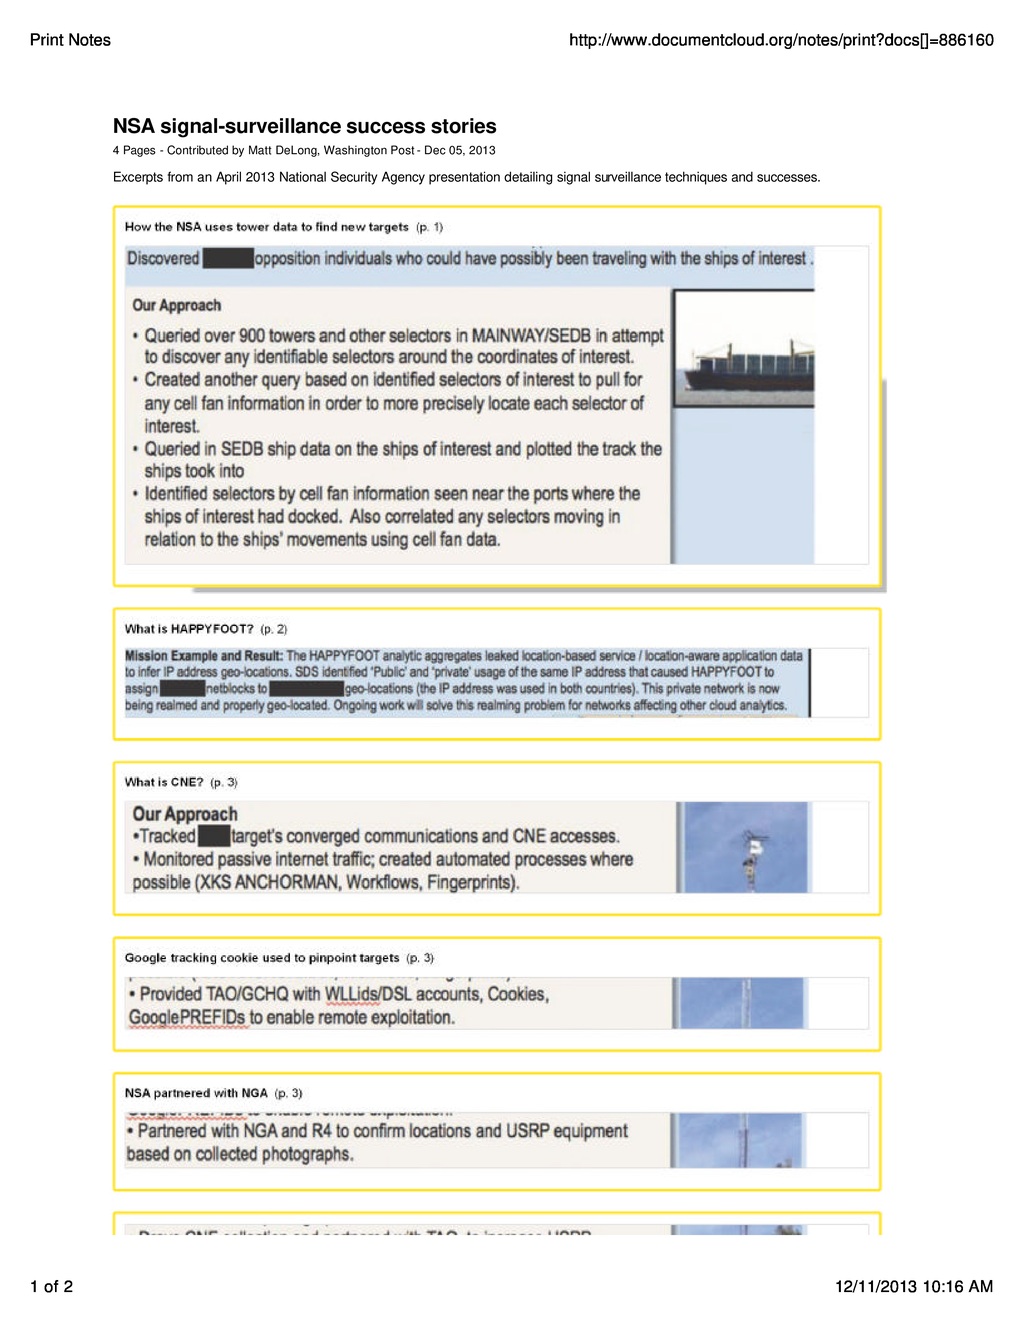 Print Notes
http://www.documentcloud.org/notes/print?docs[]=886160
NSA signal-surveillance success stories
4 Pages - Contributed by Matt DeLong, Washington Post - Dec 05, 2013
Excerpts from an April 2013 National Security Agency presentation detailing signal surveillance techniques and successes.
How the NSA uses tower data to find new targets (p. 1)
Discovered opposition individuals who could have possibly been traveling with the ships of interest .
Our Approach
• Queried over 900 towers and other selectors in MAINWAY/SEDB in attempt
to discover any identifiable selectors around the coordinates of interest.
• Created another query based on identified selectors of interest to pull for
any cell fan information in order to more precisely locate each selector of
interest.
• Queried in SEDB ship data on the ships of interest and plotted the track the
ships took into
• Identified selectors by cell fan information seen near the ports where the
ships of interest had docked. Also correlated any selectors moving in
relation to the ships' movements using cell fan data.
What is HAPPYFOOT? (p. 2)
Mission Example and Result: The HAPPYFOOT analytic aggregates leaked location-based service / location-aware application data
to infer IP address geo-locations. SDS identified 'Public' and 'private' usage of the same IP address that caused HAPPYFOOT to
assign netblocks to geo-locations (the IP address was used in both countries). This private network is now
being realmed and properly geo-located. Ongoing work will solve this realming problem for networks affecting other cloud analytics.
What is CNE? (p. 3)
Our Approach
•Tracked target's converged communications and CNE accesses.
• Monitored passive internet traffic; created automated processes where
possible (XKS ANCHORMAN, Workflows, Fingerprints).
Google tracking cookie used to pinpoint targets (p. 3)
• Provided TAO/GCHQ with WLLids/DSL accounts, Cookies,
GooglePREFIDs to enable remote exploitation.
NSA partnered with NGA (p. 3)
GooglePREFIDs to enable remote exploitation.
• Partnered with NGA and R4 to confirm locations and USRP equipment
based on collected photographs.
1 of 2
12/11/2013 10:16 AM